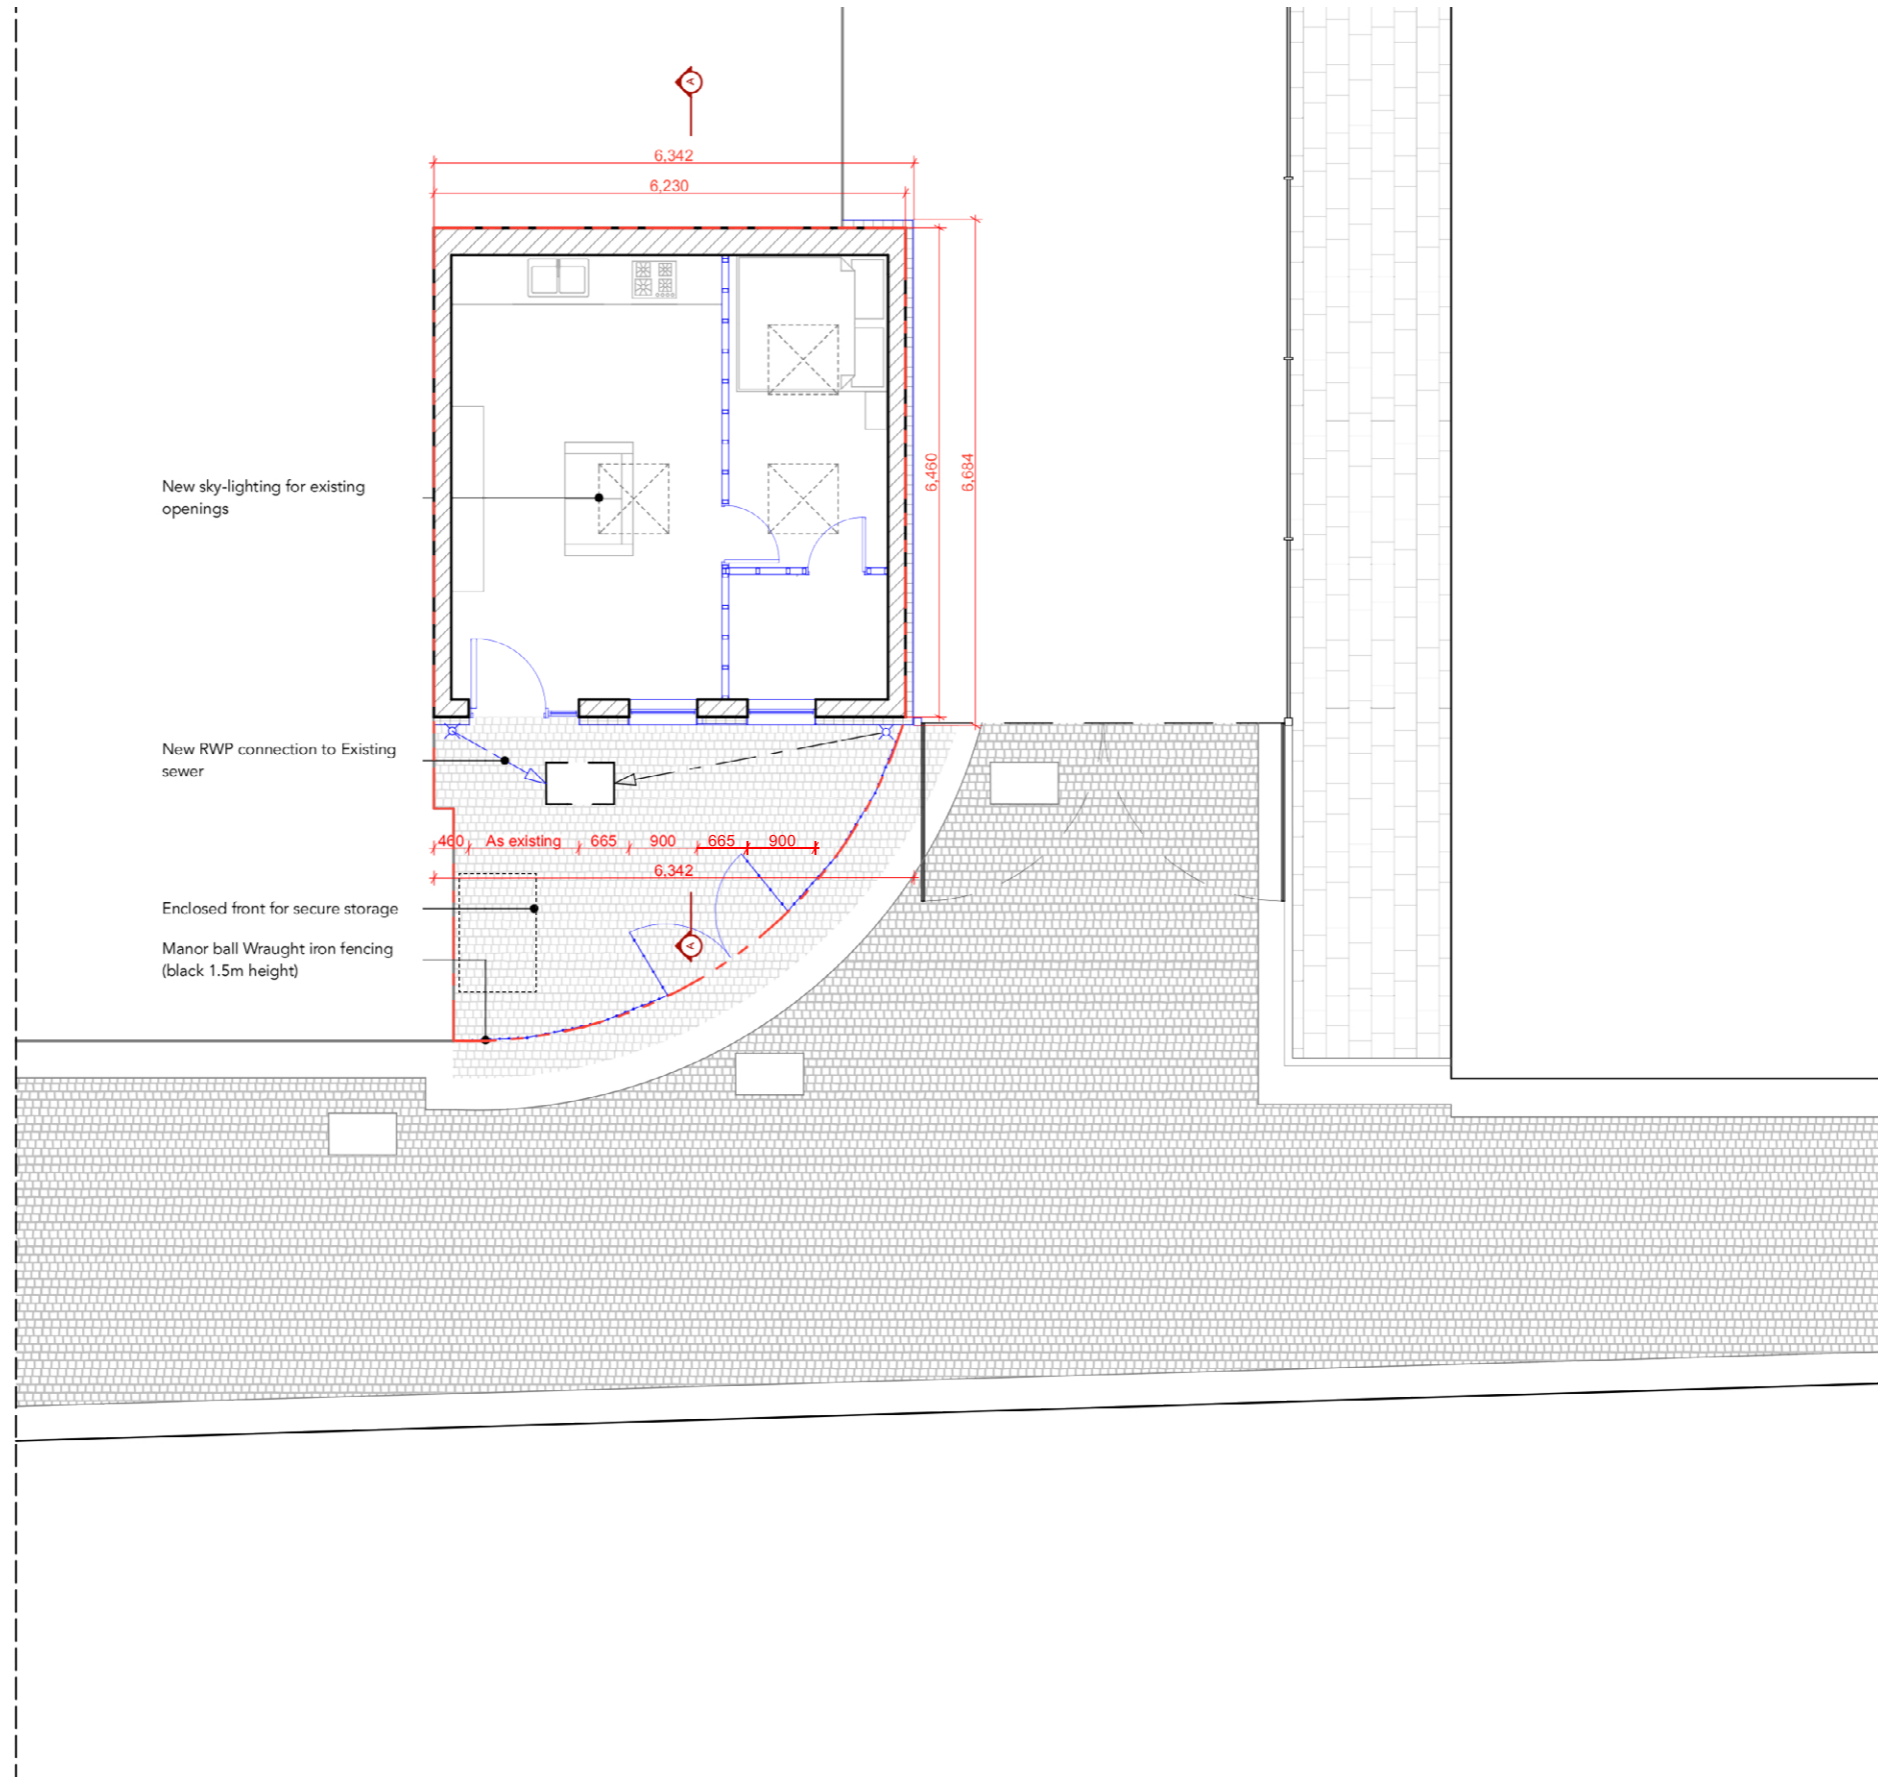 A
6,342
6,230
6,460
6,684
New sky-lighting for existing
openings
New RWP connection to Existing
sewer
460 As existing 665 900 665 900
6,342
Enclosed front for secure storage
Manor ball Wraught iron fencing
(black 1.5m height)
A